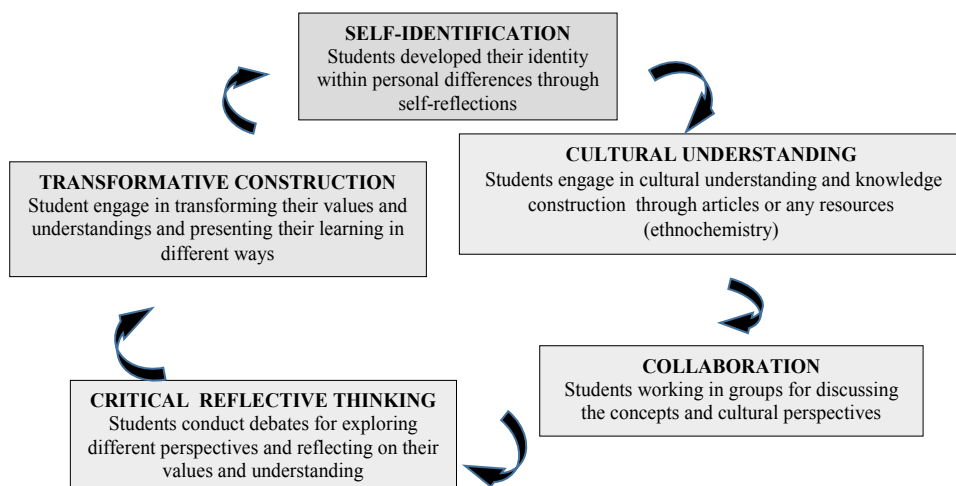 SELF-IDENTIFICATION
Students developed their identity
within personal differences through
self-reflections
CULTURAL UNDERSTANDING
Students engage in cultural understanding and knowledge
construction through articles or any resources
(ethnochemistry)
COLLABORATION
Students working in groups for discussing
the concepts and cultural perspectives
CRITICAL REFLECTIVE THINKING
Students conduct debates for exploring
different perspectives and reflecting on their
values and understanding
TRANSFORMATIVE CONSTRUCTION
Student engage in transforming their values and
understandings and presenting their learning in
different ways